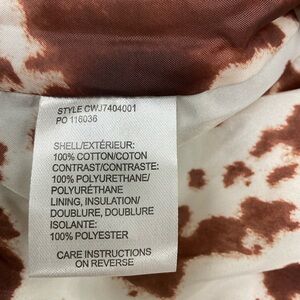 STYLE CWJ7404001
PO 116036
SHELL/EXTÉRIEUR:
100% COTTON/COTON
CONTRAST/CONTRASTE:
100% POLYURETHANE/
POLYURÉTHANE
LINING, INSULATION/
DOUBLURE, DOUBLURE
ISOLANTE:
100% POLYESTER
CARE INSTRUCTIONS
ON REVERSE